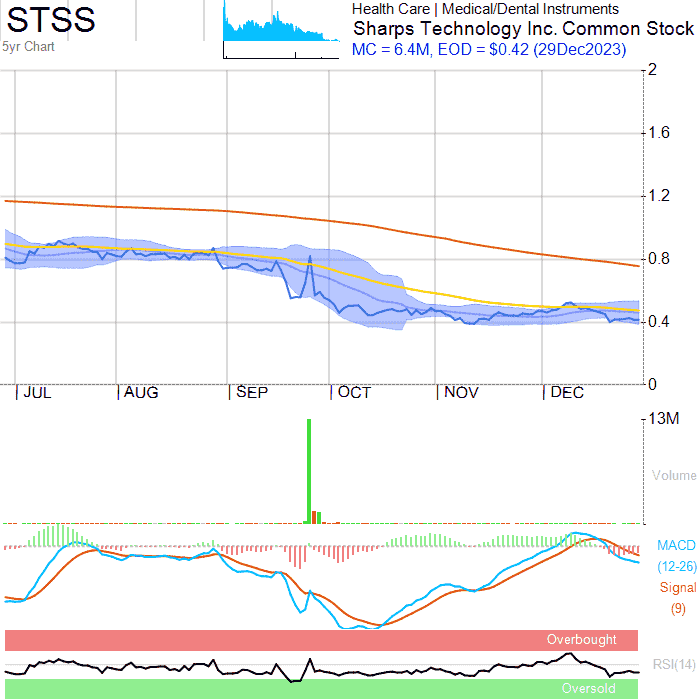 STSS
5yr Chart
Health Care | Medical/Dental Instruments
Sharps Technology Inc. Common Stock
MC = 6.4M, EOD = $0.42 (29Dec2023)
2
1.6
1.2
0.8
0.4
0
JUL AUG SEP OCT NOV DEC
13M
Volume
MACD
(12-26)
Signal
(9)
Overbought
RSI(14)
Oversold